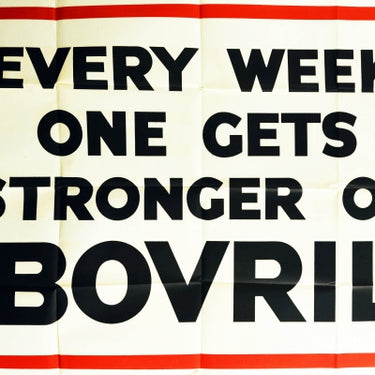 EVERY WEEK
ONE GETS
STRONGER O
BOVRIL